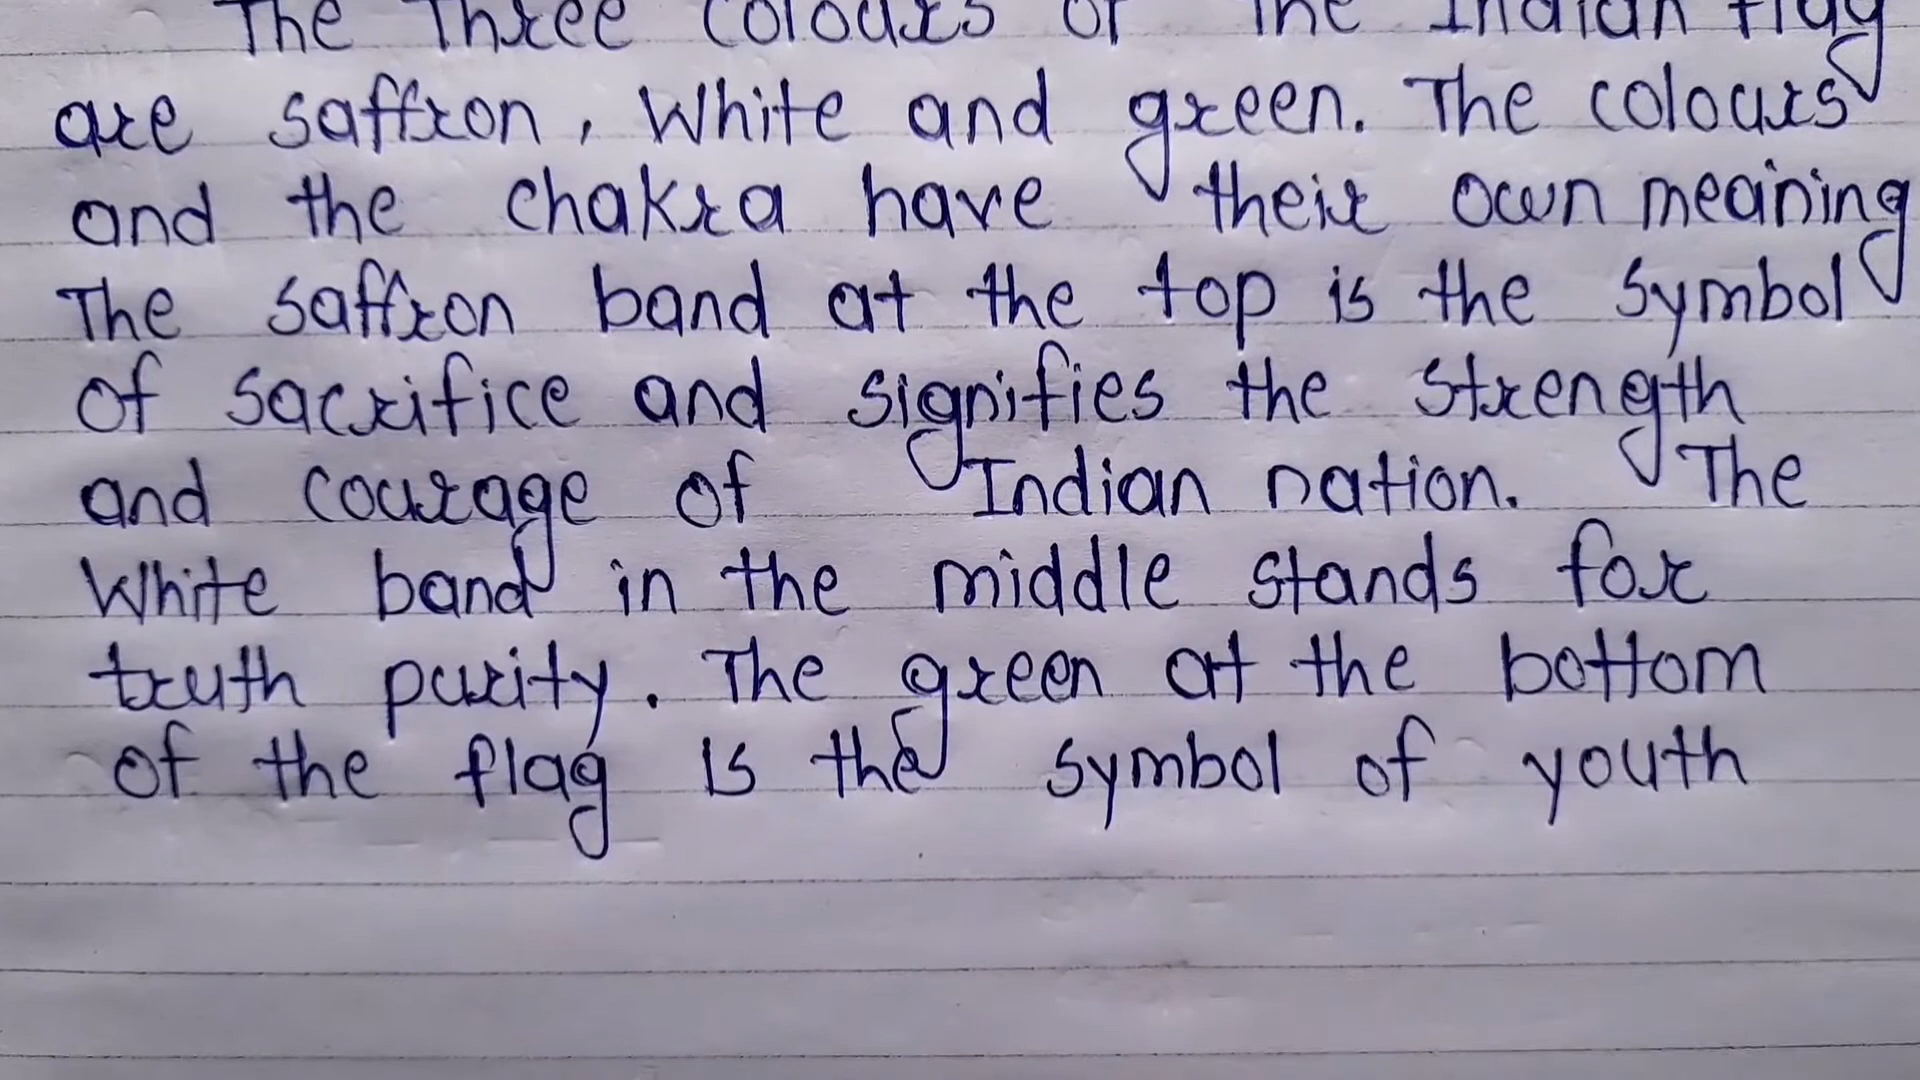 The Three Colours of the Indian flag
are saffron, White and green. The colours
and the chakra have their own meaining
The saffron band at the top is the symbol
of sacrifice and signifies the strength
and courage of Indian nation. The
White band in the middle stands for
truth purity. The green at the bottom
of the flag is the symbol of youth